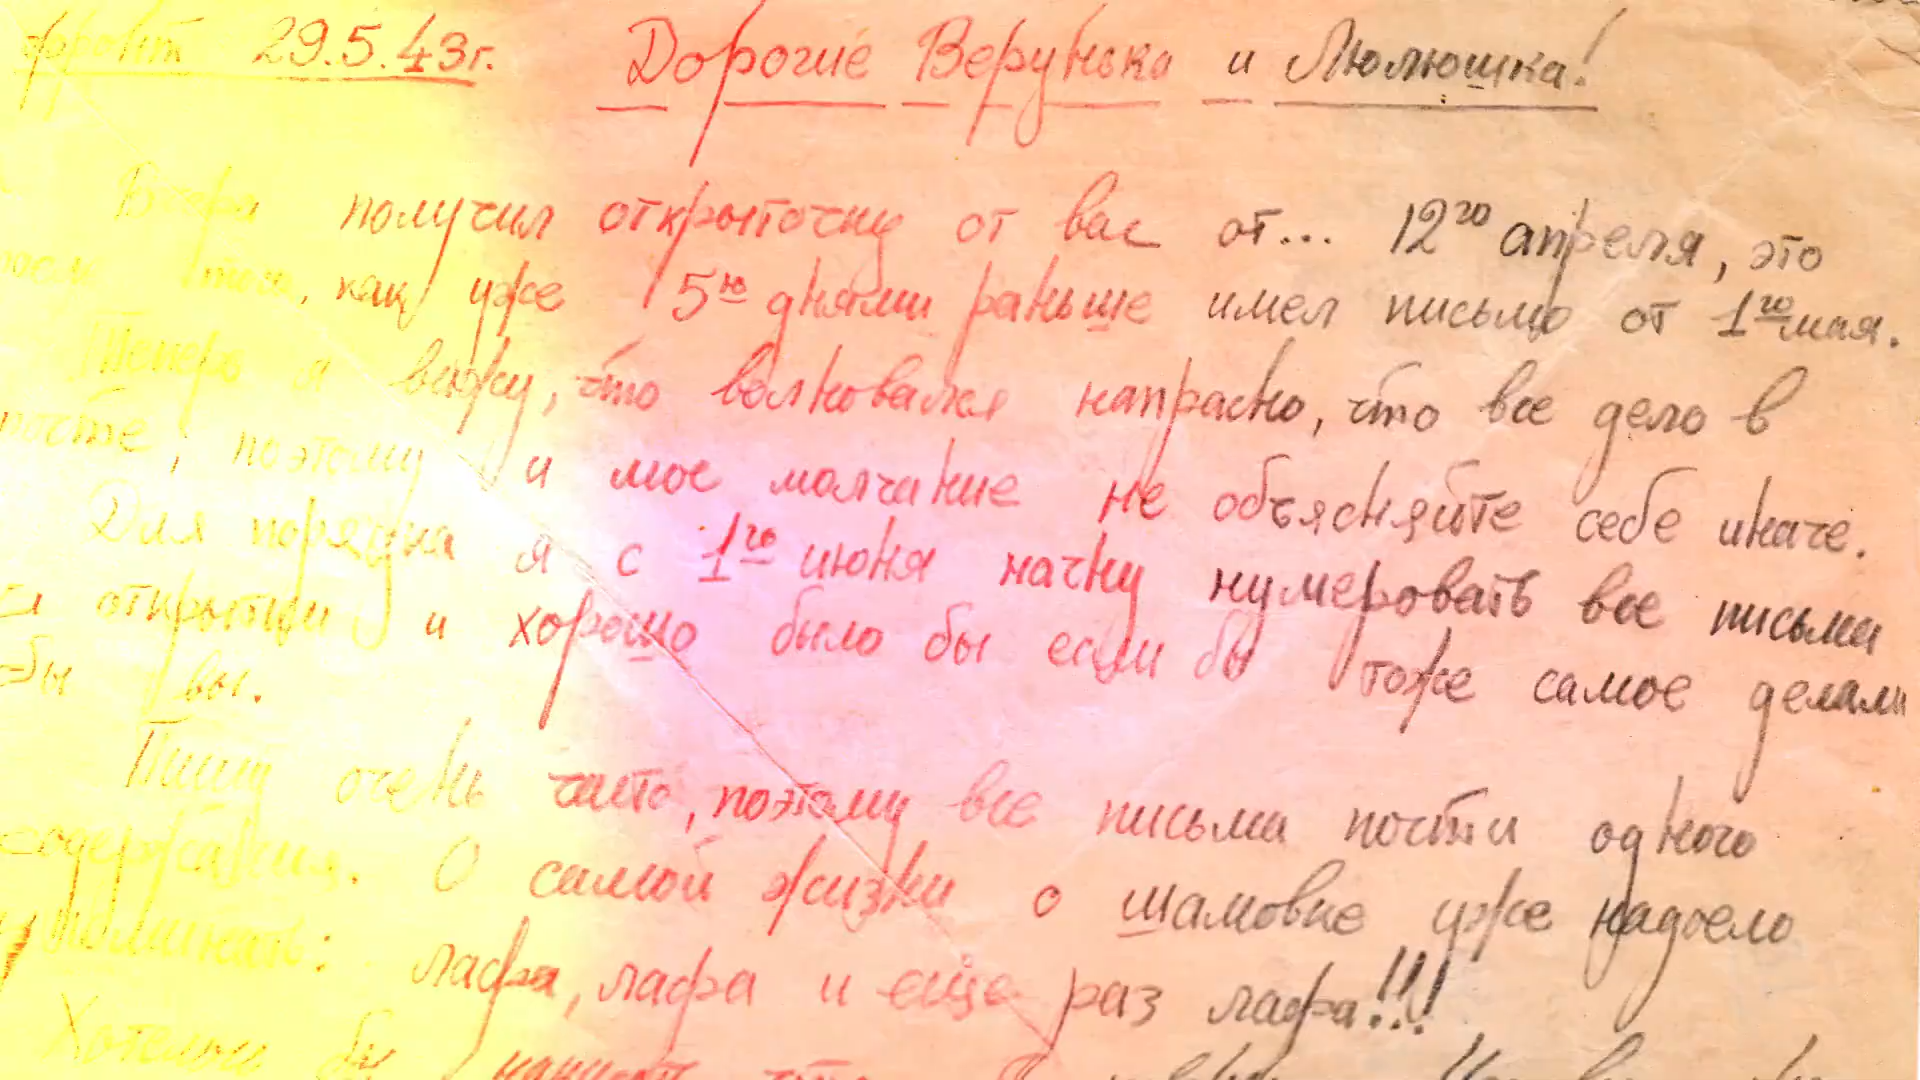 фронт 29.5.43г. Дорогие Верунька и Люлюшка!
Вчера получил открыточку от вас от... 12го апреля, это
после того, как уже 5ю днями раньше имел письмо от 1го мая.
Теперь я вижу, что волновался напрасно, что все дело в
почте, поэтому и мое молчание не объясняйте себе иначе.
Для порядка я с 1го июня начну нумеровать все письма
и открытки и хорошо было бы если бы тоже самое делали
бы вы.
Пишу очень часто, поэтому все письма почти одного
содержания. О самой жизни о шамовке уже надоело
упоминать: лафа, лафа и еще раз лафа!!!
Хотелось бы